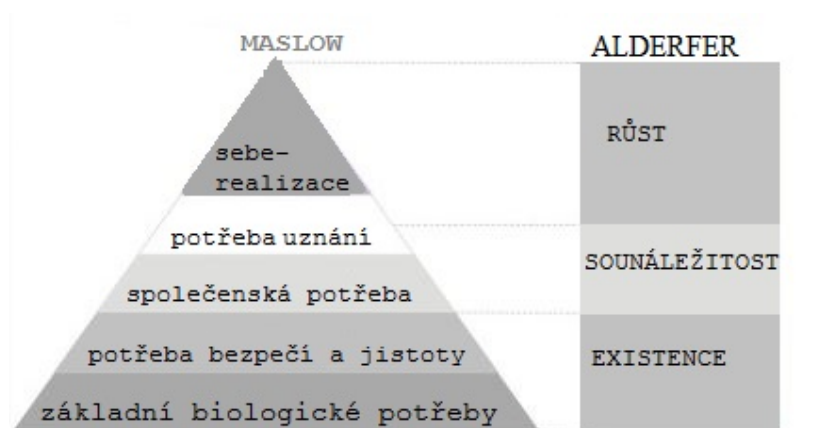 MASLOW
ALDERFER
sebe-
realizace
RŮST
potřeba uznání
SOUNÁLEŽITOST
společenská potřeba
potřeba bezpečí a jistoty
EXISTENCE
základní biologické potřeby